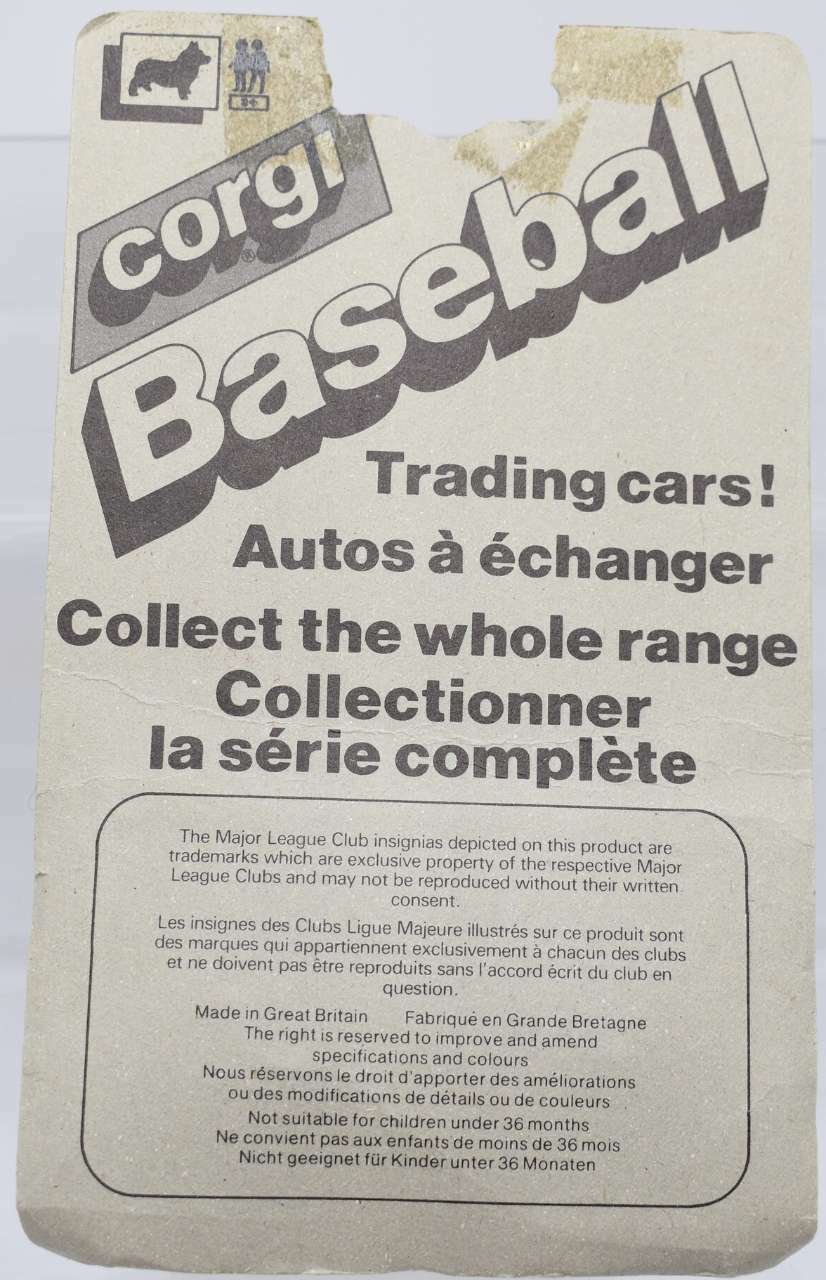 3+
corgi
®
Baseball
Trading cars!
Autos à échanger
Collect the whole range
Collectionner
la série complète
The Major League Club insignias depicted on this product are
trademarks which are exclusive property of the respective Major
League Clubs and may not be reproduced without their written
consent.
Les insignes des Clubs Ligue Majeure illustrés sur ce produit sont
des marques qui appartiennent exclusivement à chacun des clubs
et ne doivent pas être reproduits sans l'accord écrit du club en
question.
Made in Great Britain Fabriqué en Grande Bretagne
The right is reserved to improve and amend
specifications and colours
Nous réservons le droit d'apporter des améliorations
ou des modifications de détails ou de couleurs
Not suitable for children under 36 months
Ne convient pas aux enfants de moins de 36 mois
Nicht geeignet für Kinder unter 36 Monaten